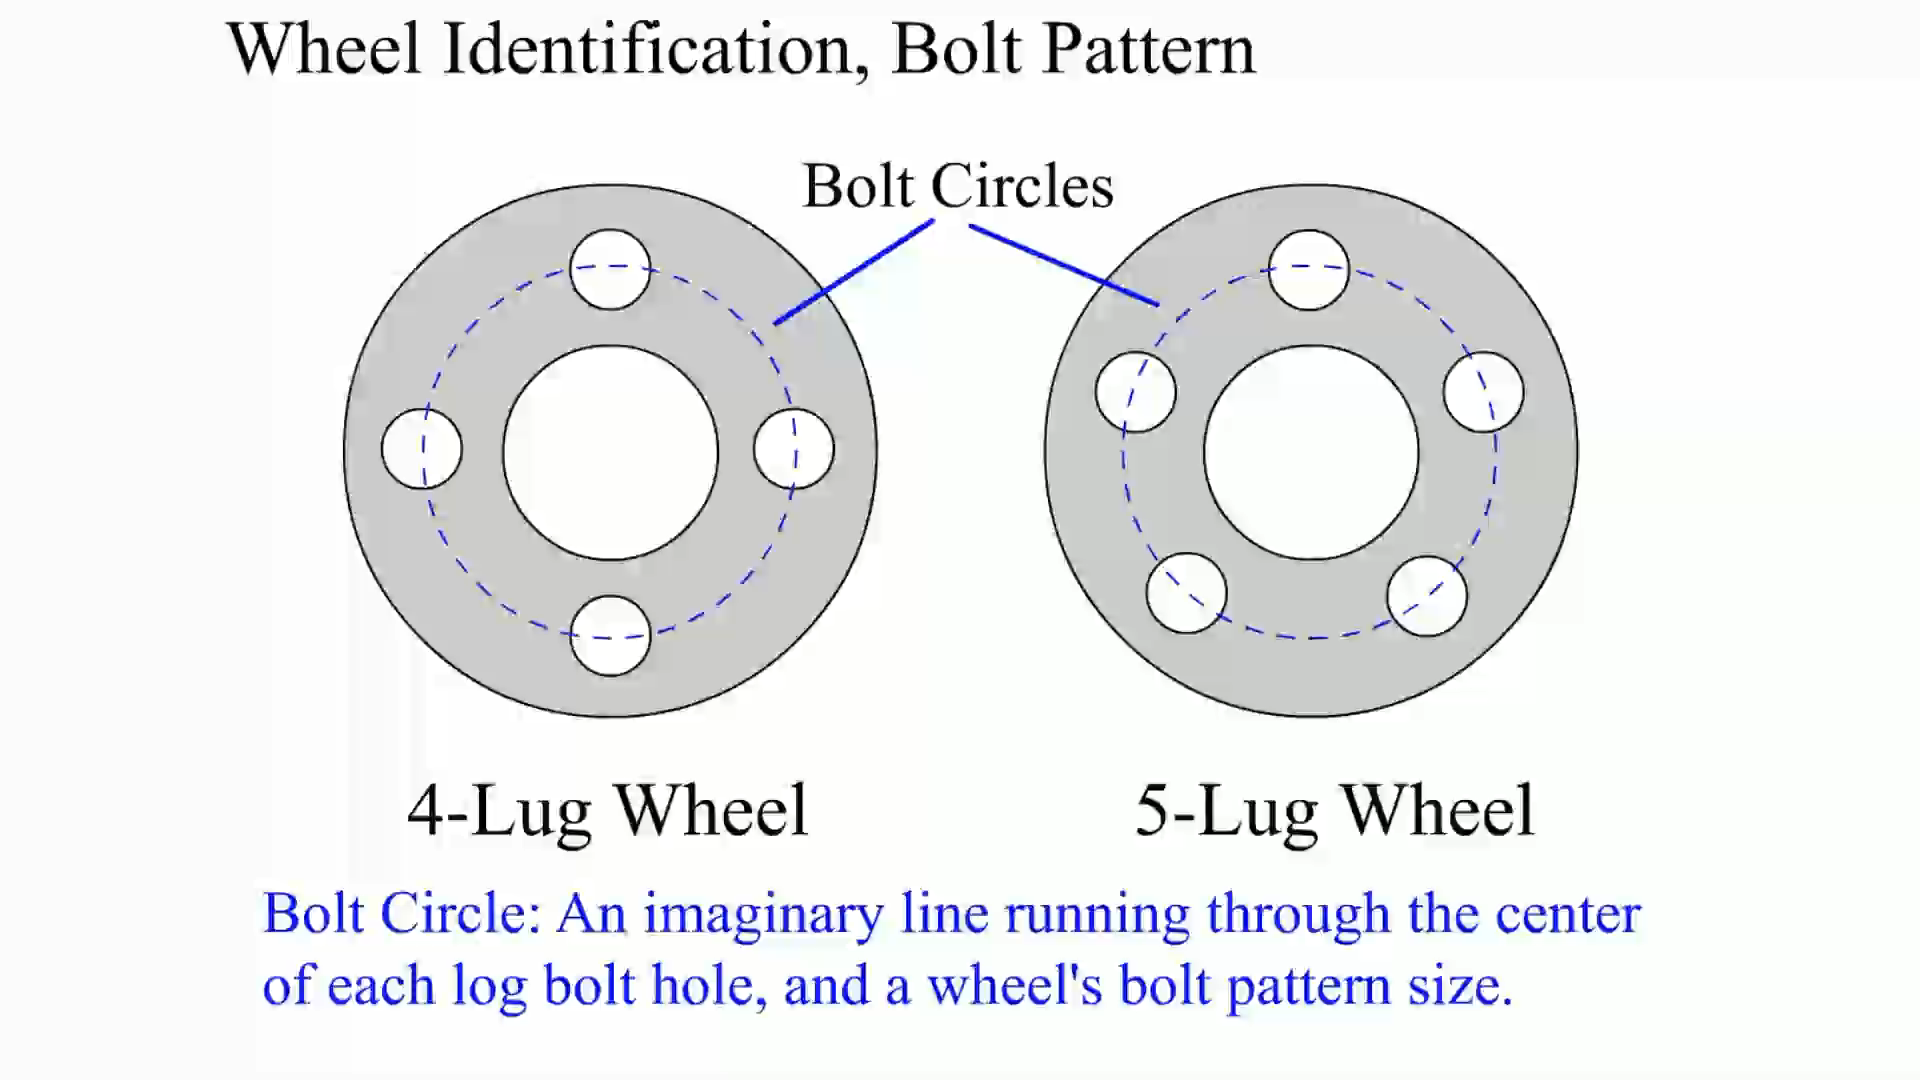 Wheel Identification, Bolt Pattern
Bolt Circles
4-Lug Wheel
5-Lug Wheel
Bolt Circle: An imaginary line running through the center
of each log bolt hole, and a wheel's bolt pattern size.